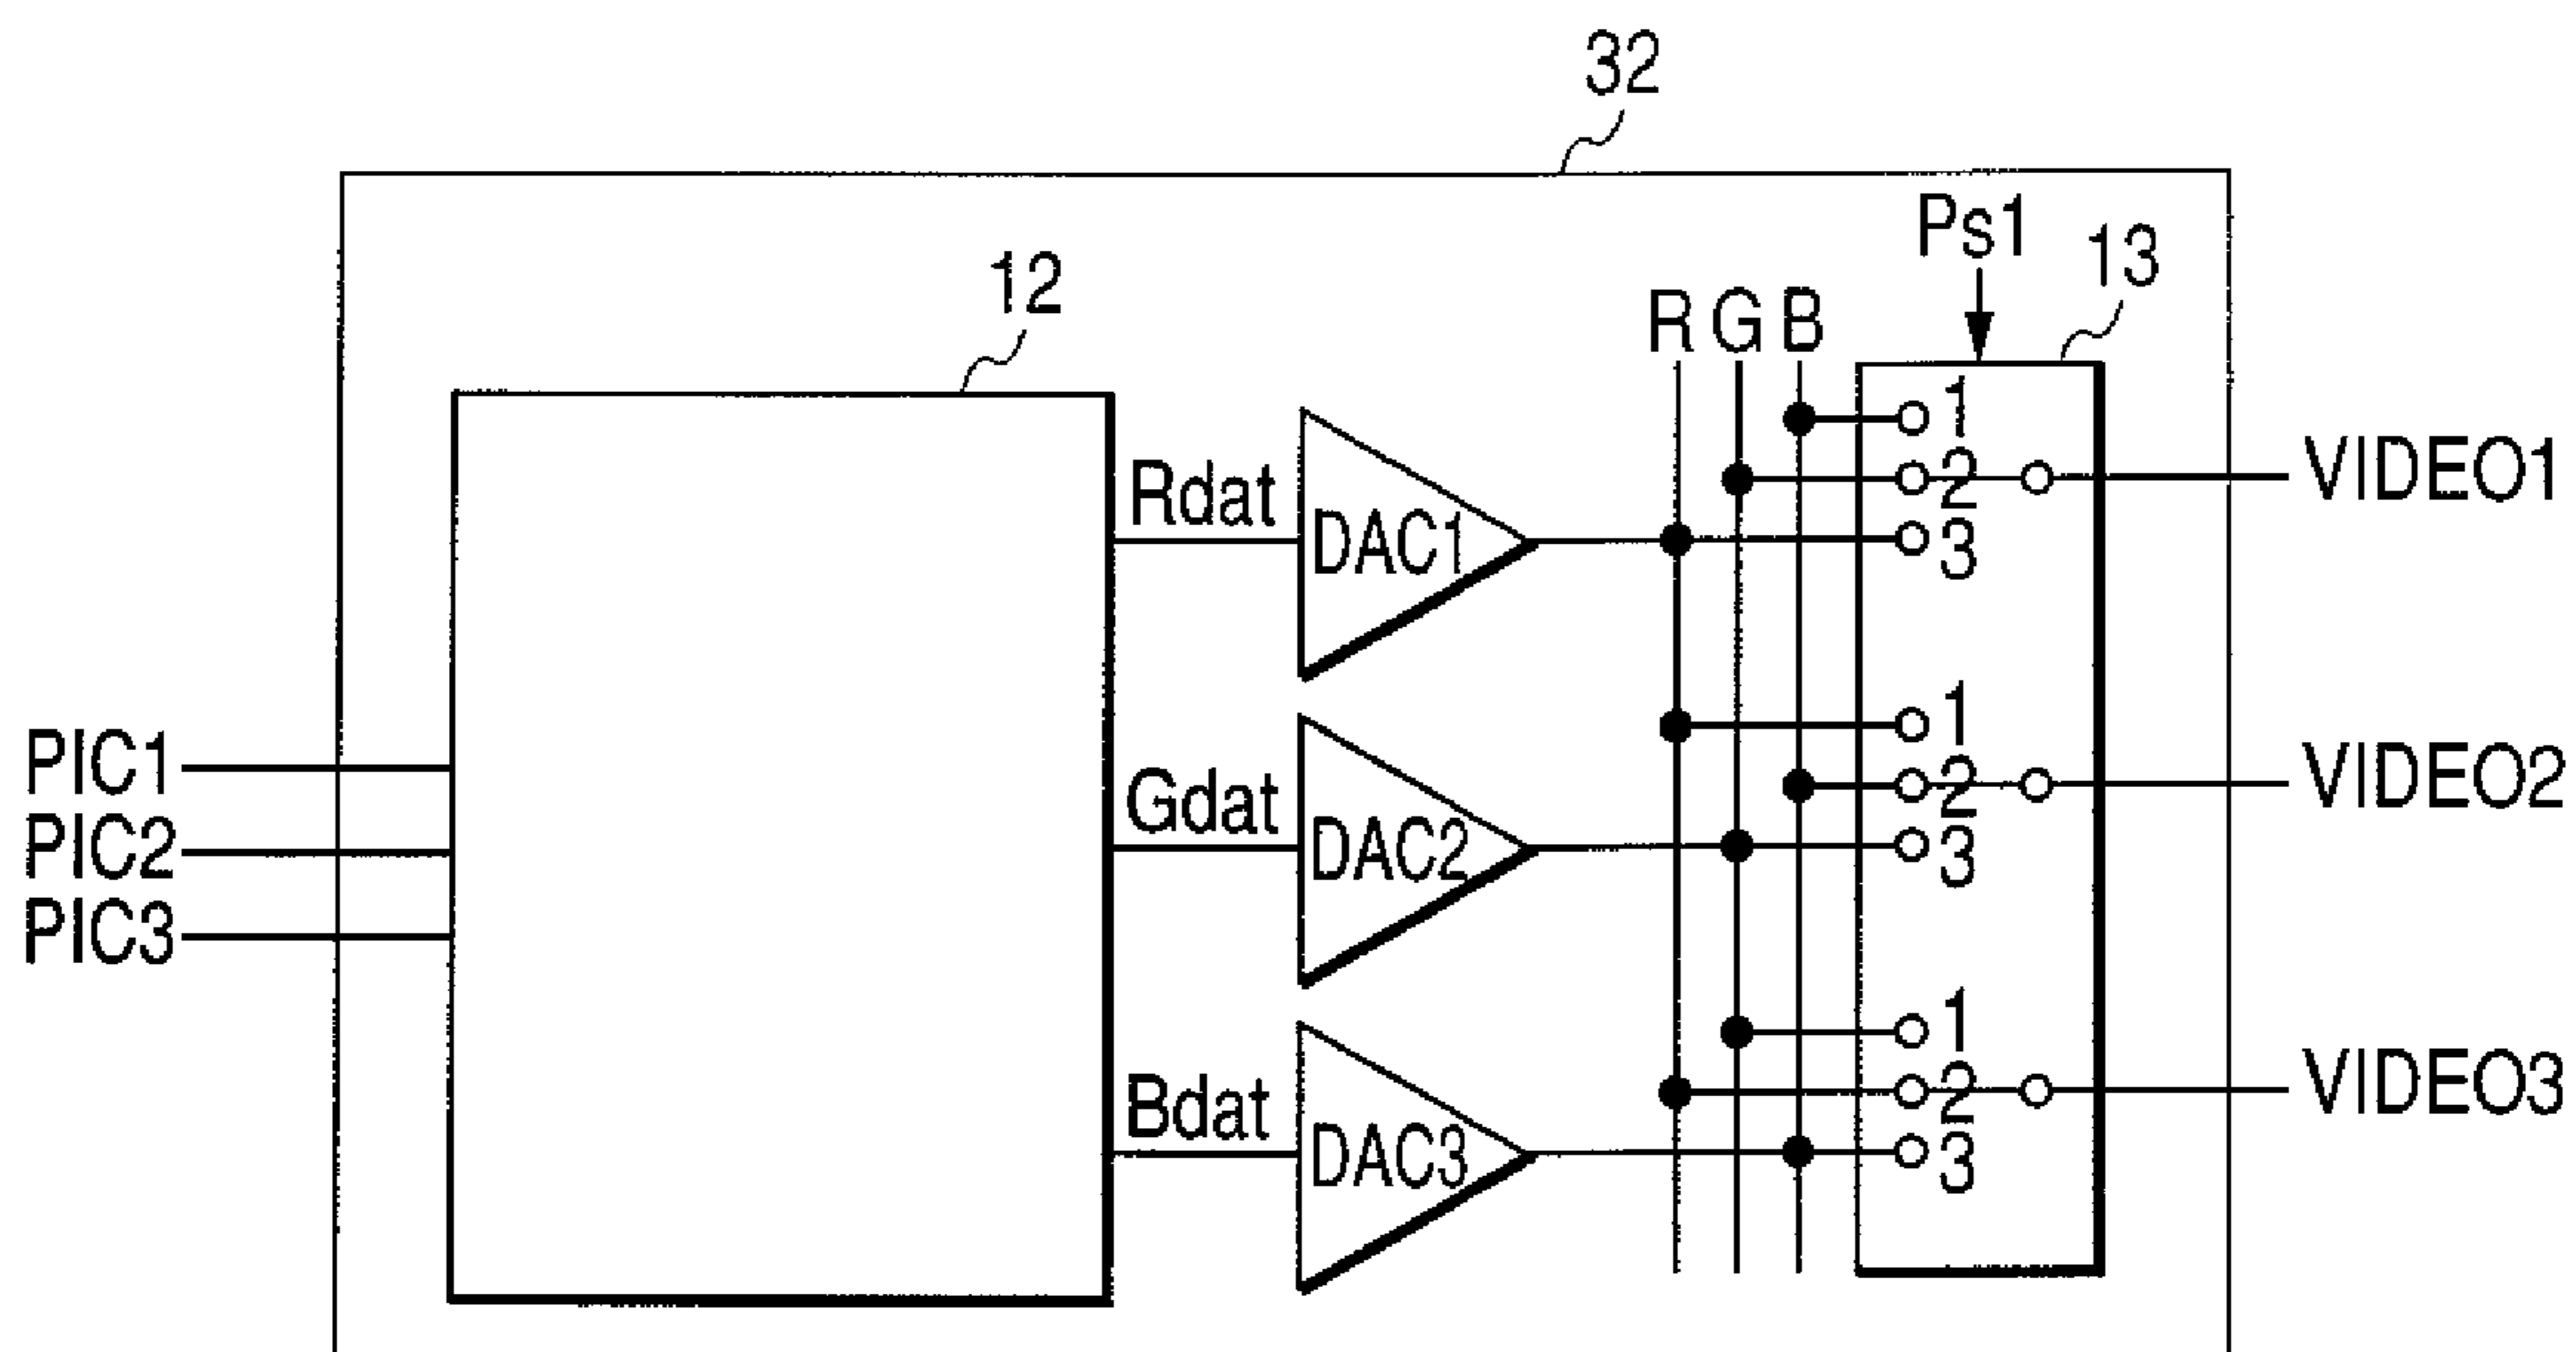 32
Ps1
13
12
R G B
1
2
3
Rdat
DAC1
VIDEO1
PIC1
PIC2
PIC3
Gdat
DAC2
1
2
3
VIDEO2
Bdat
DAC3
1
2
3
VIDEO3